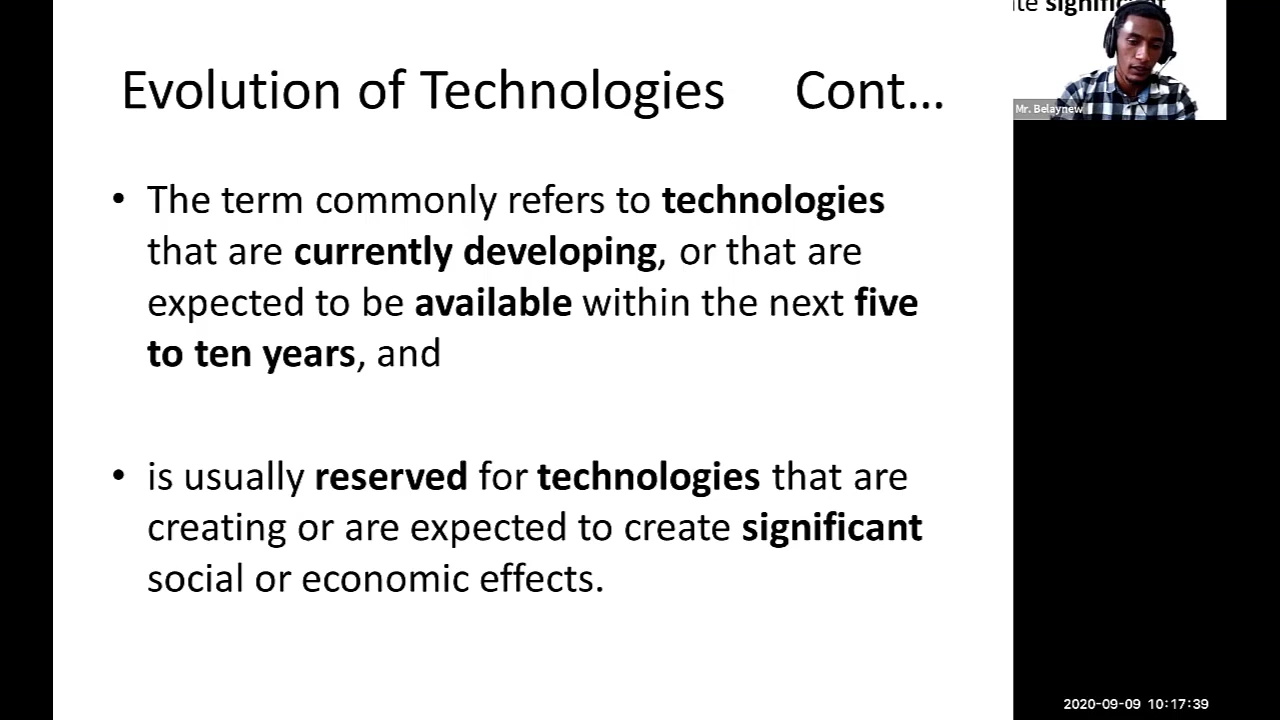 Evolution of Technologies Cont...
• The term commonly refers to technologies
that are currently developing, or that are
expected to be available within the next five
to ten years, and
• is usually reserved for technologies that are
creating or are expected to create significant
social or economic effects.
significant
Mr. Belaynew
2020-09-09 10:17:39